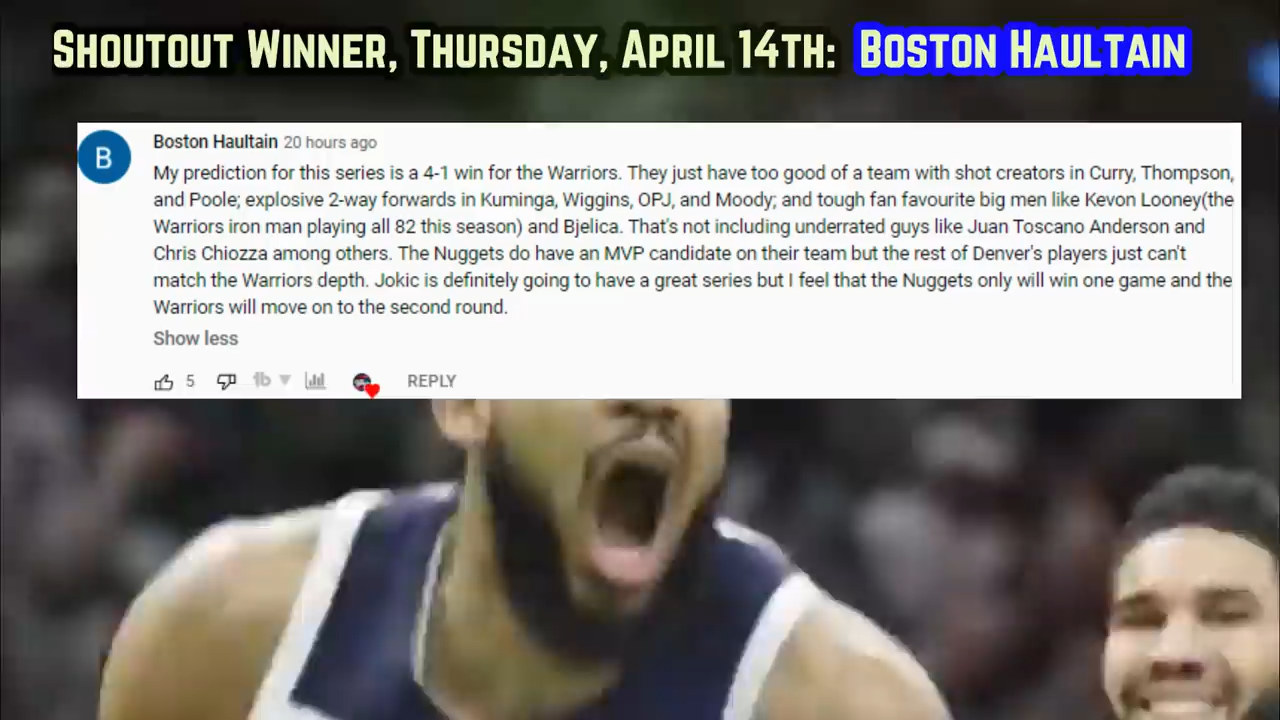 Shoutout Winner, Thursday, April 14th: Boston Haultain
B
Boston Haultain 20 hours ago
My prediction for this series is a 4-1 win for the Warriors. They just have too good of a team with shot creators in Curry, Thompson,
and Poole; explosive 2-way forwards in Kuminga, Wiggins, OPJ, and Moody; and tough fan favourite big men like Kevon Looney(the
Warriors iron man playing all 82 this season) and Bjelica. That's not including underrated guys like Juan Toscano Anderson and
Chris Chiozza among others. The Nuggets do have an MVP candidate on their team but the rest of Denver's players just can't
match the Warriors depth. Jokic is definitely going to have a great series but I feel that the Nuggets only will win one game and the
Warriors will move on to the second round.
Show less
5 tb REPLY